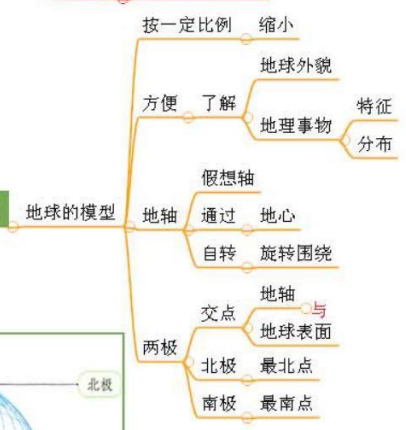 按一定比例 缩小
地球外貌
方便 了解
特征
地理事物
分布
假想轴
地球的模型 地轴 通过 地心
自转 旋转围绕
地轴
与
交点
地球表面
两极
北极 最北点
北极
南极 最南点